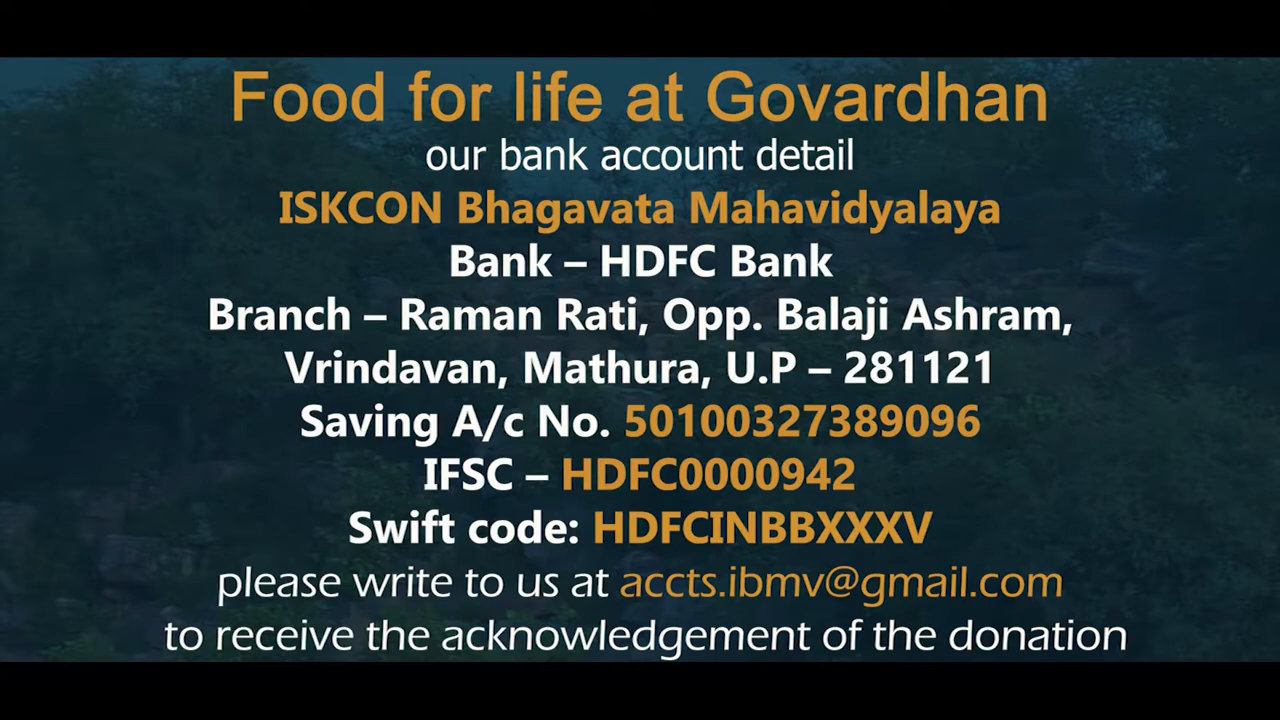 Food for life at Govardhan
our bank account detail
ISKCON Bhagavata Mahavidyalaya
Bank – HDFC Bank
Branch – Raman Rati, Opp. Balaji Ashram,
Vrindavan, Mathura, U.P – 281121
Saving A/c No. 50100327389096
IFSC – HDFC0000942
Swift code: HDFCINBBXXXV
please write to us at accts.ibmv@gmail.com
to receive the acknowledgement of the donation